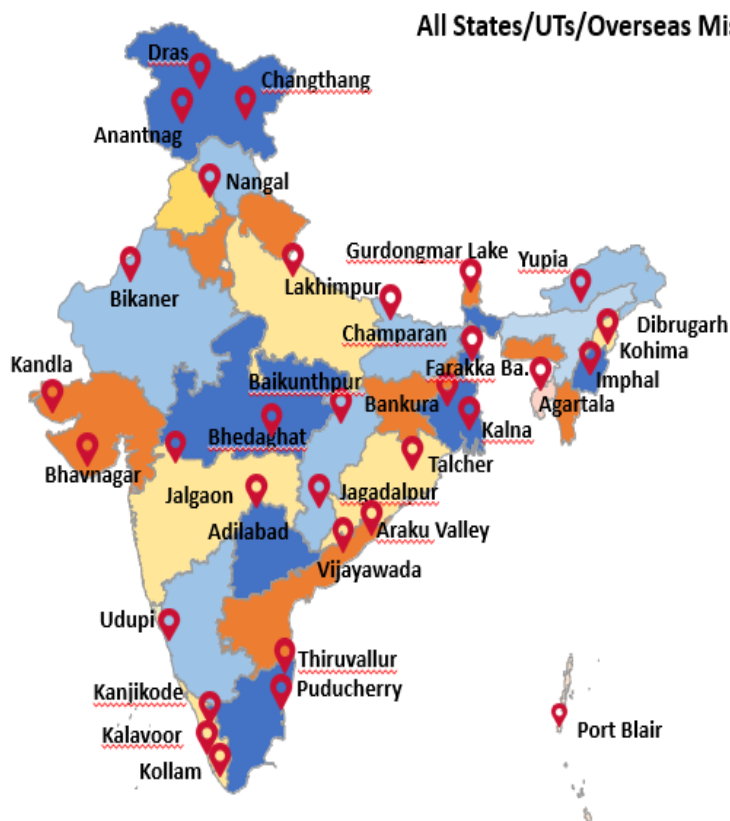 All States/UTs/Overseas Mis
Dras
Changthang
Anantnag
Nangal
Gurdongmar Lake
Yupia
Lakhimpur
Bikaner
Champaran
Dibrugarh
Kohima
Kandla
Farakka Ba.
Imphal
Baikunthpur
Bankura
Agartala
Bhedaghat
Kalna
Bhavnagar
Talcher
Jalgaon
Jagadalpur
Adilabad
Araku Valley
Vijayawada
Udupi
Thiruvallur
Kanjikode
Puducherry
Port Blair
Kalavoor
Kollam